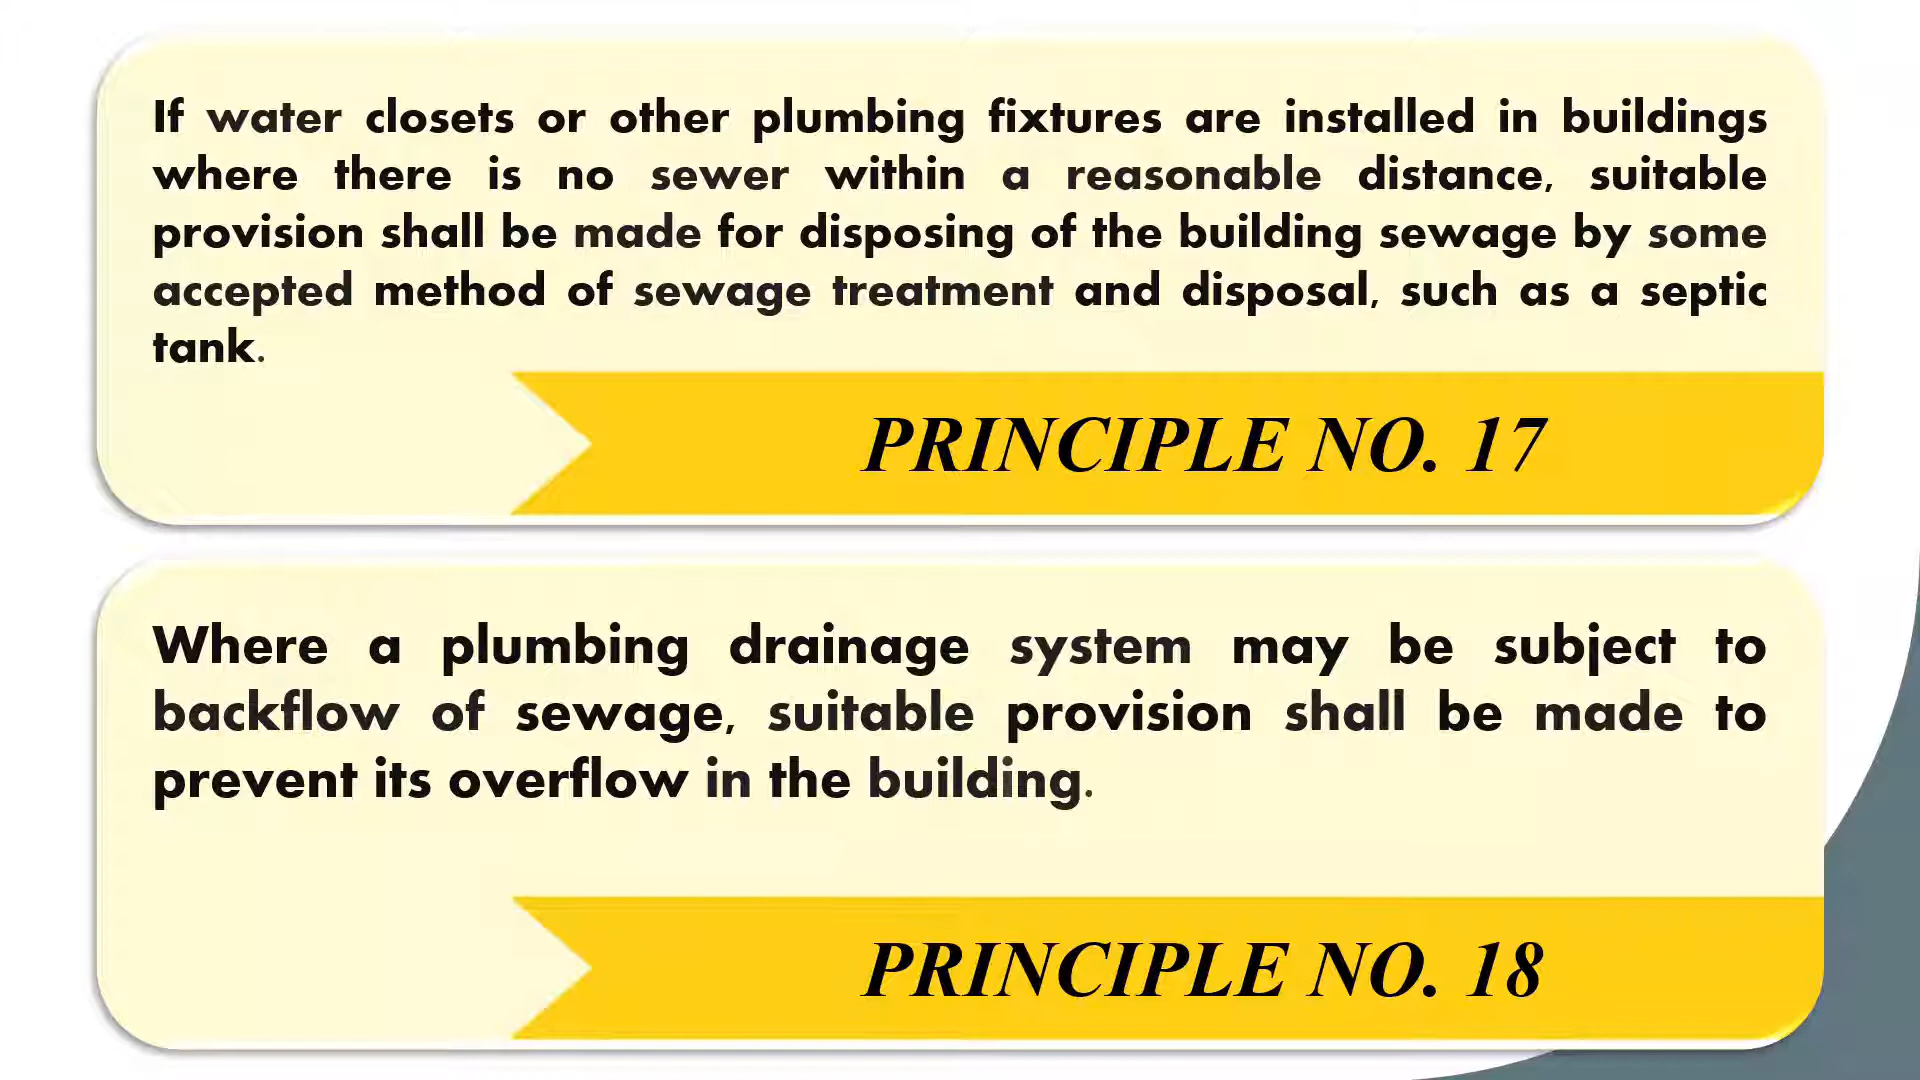 If water closets or other plumbing fixtures are installed in buildings
where there is no sewer within a reasonable distance, suitable
provision shall be made for disposing of the building sewage by some
accepted method of sewage treatment and disposal, such as a septic
tank.
PRINCIPLE NO. 17
Where a plumbing drainage system may be subject to
backflow of sewage, suitable provision shall be made to
prevent its overflow in the building.
PRINCIPLE NO. 18